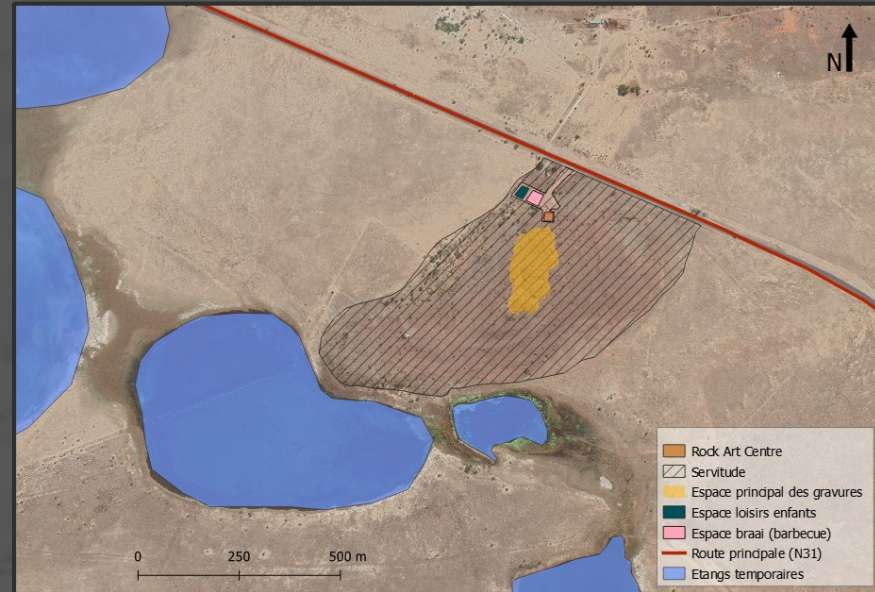 N
0 250 500 m
Rock Art Centre
Servitude
Espace principal des gravures
Espace loisirs enfants
Espace braai (barbecue)
Route principale (N31)
Etangs temporaires